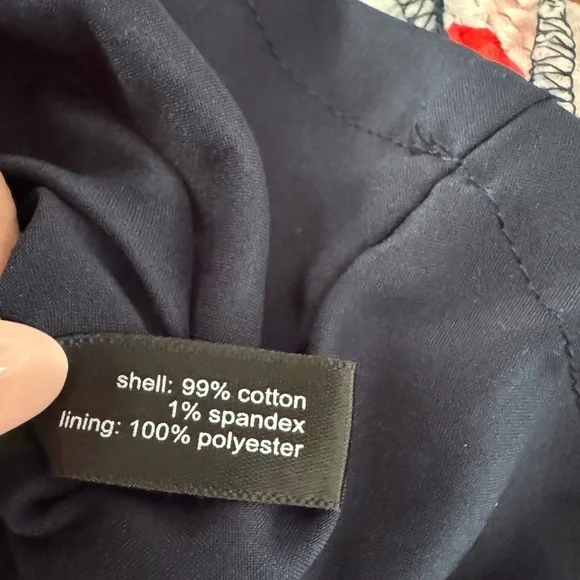 shell: 99% cotton
1% spandex
lining: 100% polyester